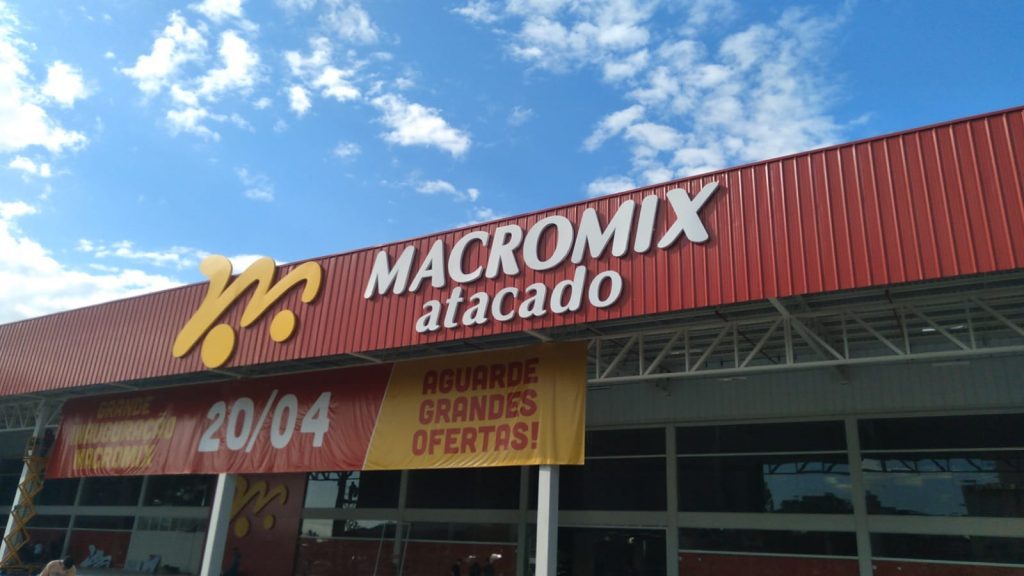 MACROMIX
atacado
GRANDE
INAUGURAÇÃO
MACROMIX
20/04
AGUARDE
GRANDES
OFERTAS!